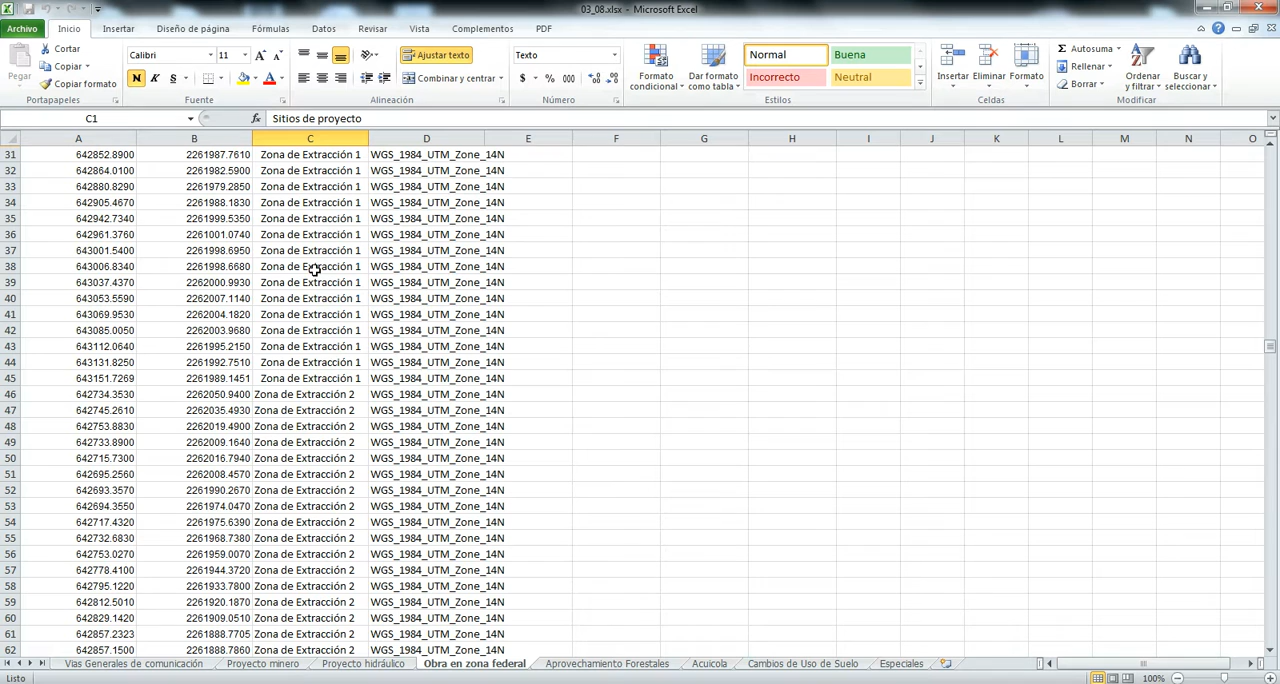 03_08.xlsx - Microsoft Excel
Archivo Inicio Insertar Diseño de página Fórmulas Datos Revisar Vista Complementos PDF
Pegar Cortar Copiar Copiar formato Portapapeles
Calibri 11 N K S Fuente
Ajustar texto Combinar y centrar Alineación
Texto $ % 000 Número
Formato condicional Dar formato como tabla Normal Buena Incorrecto Neutral Estilos
Insertar Eliminar Formato Celdas
Autosuma Rellenar Borrar Ordenar y filtrar Buscar y seleccionar Modificar
C1 fx Sitios de proyecto
A B C D E F G H I J K L M N O
31 642852.8900 2261987.7610 Zona de Extracción 1 WGS_1984_UTM_Zone_14N
32 642864.0100 2261982.5900 Zona de Extracción 1 WGS_1984_UTM_Zone_14N
33 642880.8290 2261979.2850 Zona de Extracción 1 WGS_1984_UTM_Zone_14N
34 642905.4670 2261988.1830 Zona de Extracción 1 WGS_1984_UTM_Zone_14N
35 642942.7340 2261999.5350 Zona de Extracción 1 WGS_1984_UTM_Zone_14N
36 642961.3760 2261001.0740 Zona de Extracción 1 WGS_1984_UTM_Zone_14N
37 643001.5400 2261998.6950 Zona de Extracción 1 WGS_1984_UTM_Zone_14N
38 643006.8340 2261998.6680 Zona de Extracción 1 WGS_1984_UTM_Zone_14N
39 643037.4370 2262000.9930 Zona de Extracción 1 WGS_1984_UTM_Zone_14N
40 643053.5590 2262007.1140 Zona de Extracción 1 WGS_1984_UTM_Zone_14N
41 643069.9530 2262004.1820 Zona de Extracción 1 WGS_1984_UTM_Zone_14N
42 643085.0050 2262003.9680 Zona de Extracción 1 WGS_1984_UTM_Zone_14N
43 643112.0640 2261995.2150 Zona de Extracción 1 WGS_1984_UTM_Zone_14N
44 643131.8250 2261992.7510 Zona de Extracción 1 WGS_1984_UTM_Zone_14N
45 643151.7269 2261989.1451 Zona de Extracción 1 WGS_1984_UTM_Zone_14N
46 642734.3530 2262050.9400 Zona de Extracción 2 WGS_1984_UTM_Zone_14N
47 642745.2610 2262035.4930 Zona de Extracción 2 WGS_1984_UTM_Zone_14N
48 642753.8830 2262019.4900 Zona de Extracción 2 WGS_1984_UTM_Zone_14N
49 642733.8900 2262009.1640 Zona de Extracción 2 WGS_1984_UTM_Zone_14N
50 642715.7300 2262016.7940 Zona de Extracción 2 WGS_1984_UTM_Zone_14N
51 642695.2560 2262008.4570 Zona de Extracción 2 WGS_1984_UTM_Zone_14N
52 642693.3570 2261990.2670 Zona de Extracción 2 WGS_1984_UTM_Zone_14N
53 642694.3550 2261974.0470 Zona de Extracción 2 WGS_1984_UTM_Zone_14N
54 642717.4320 2261975.6390 Zona de Extracción 2 WGS_1984_UTM_Zone_14N
55 642732.6830 2261968.7380 Zona de Extracción 2 WGS_1984_UTM_Zone_14N
56 642753.0270 2261959.0070 Zona de Extracción 2 WGS_1984_UTM_Zone_14N
57 642778.4100 2261944.3720 Zona de Extracción 2 WGS_1984_UTM_Zone_14N
58 642795.1220 2261933.7800 Zona de Extracción 2 WGS_1984_UTM_Zone_14N
59 642812.5010 2261920.1870 Zona de Extracción 2 WGS_1984_UTM_Zone_14N
60 642829.1420 2261909.0510 Zona de Extracción 2 WGS_1984_UTM_Zone_14N
61 642857.2323 2261888.7705 Zona de Extracción 2 WGS_1984_UTM_Zone_14N
62 642857.1500 2261888.7860 Zona de Extracción 2 WGS_1984_UTM_Zone_14N
Vias Generales de comunicación Proyecto minero Proyecto hidráulico Obra en zona federal Aprovechamiento Forestales Acuicola Cambios de Uso de Suelo Especiales
Listo 100%